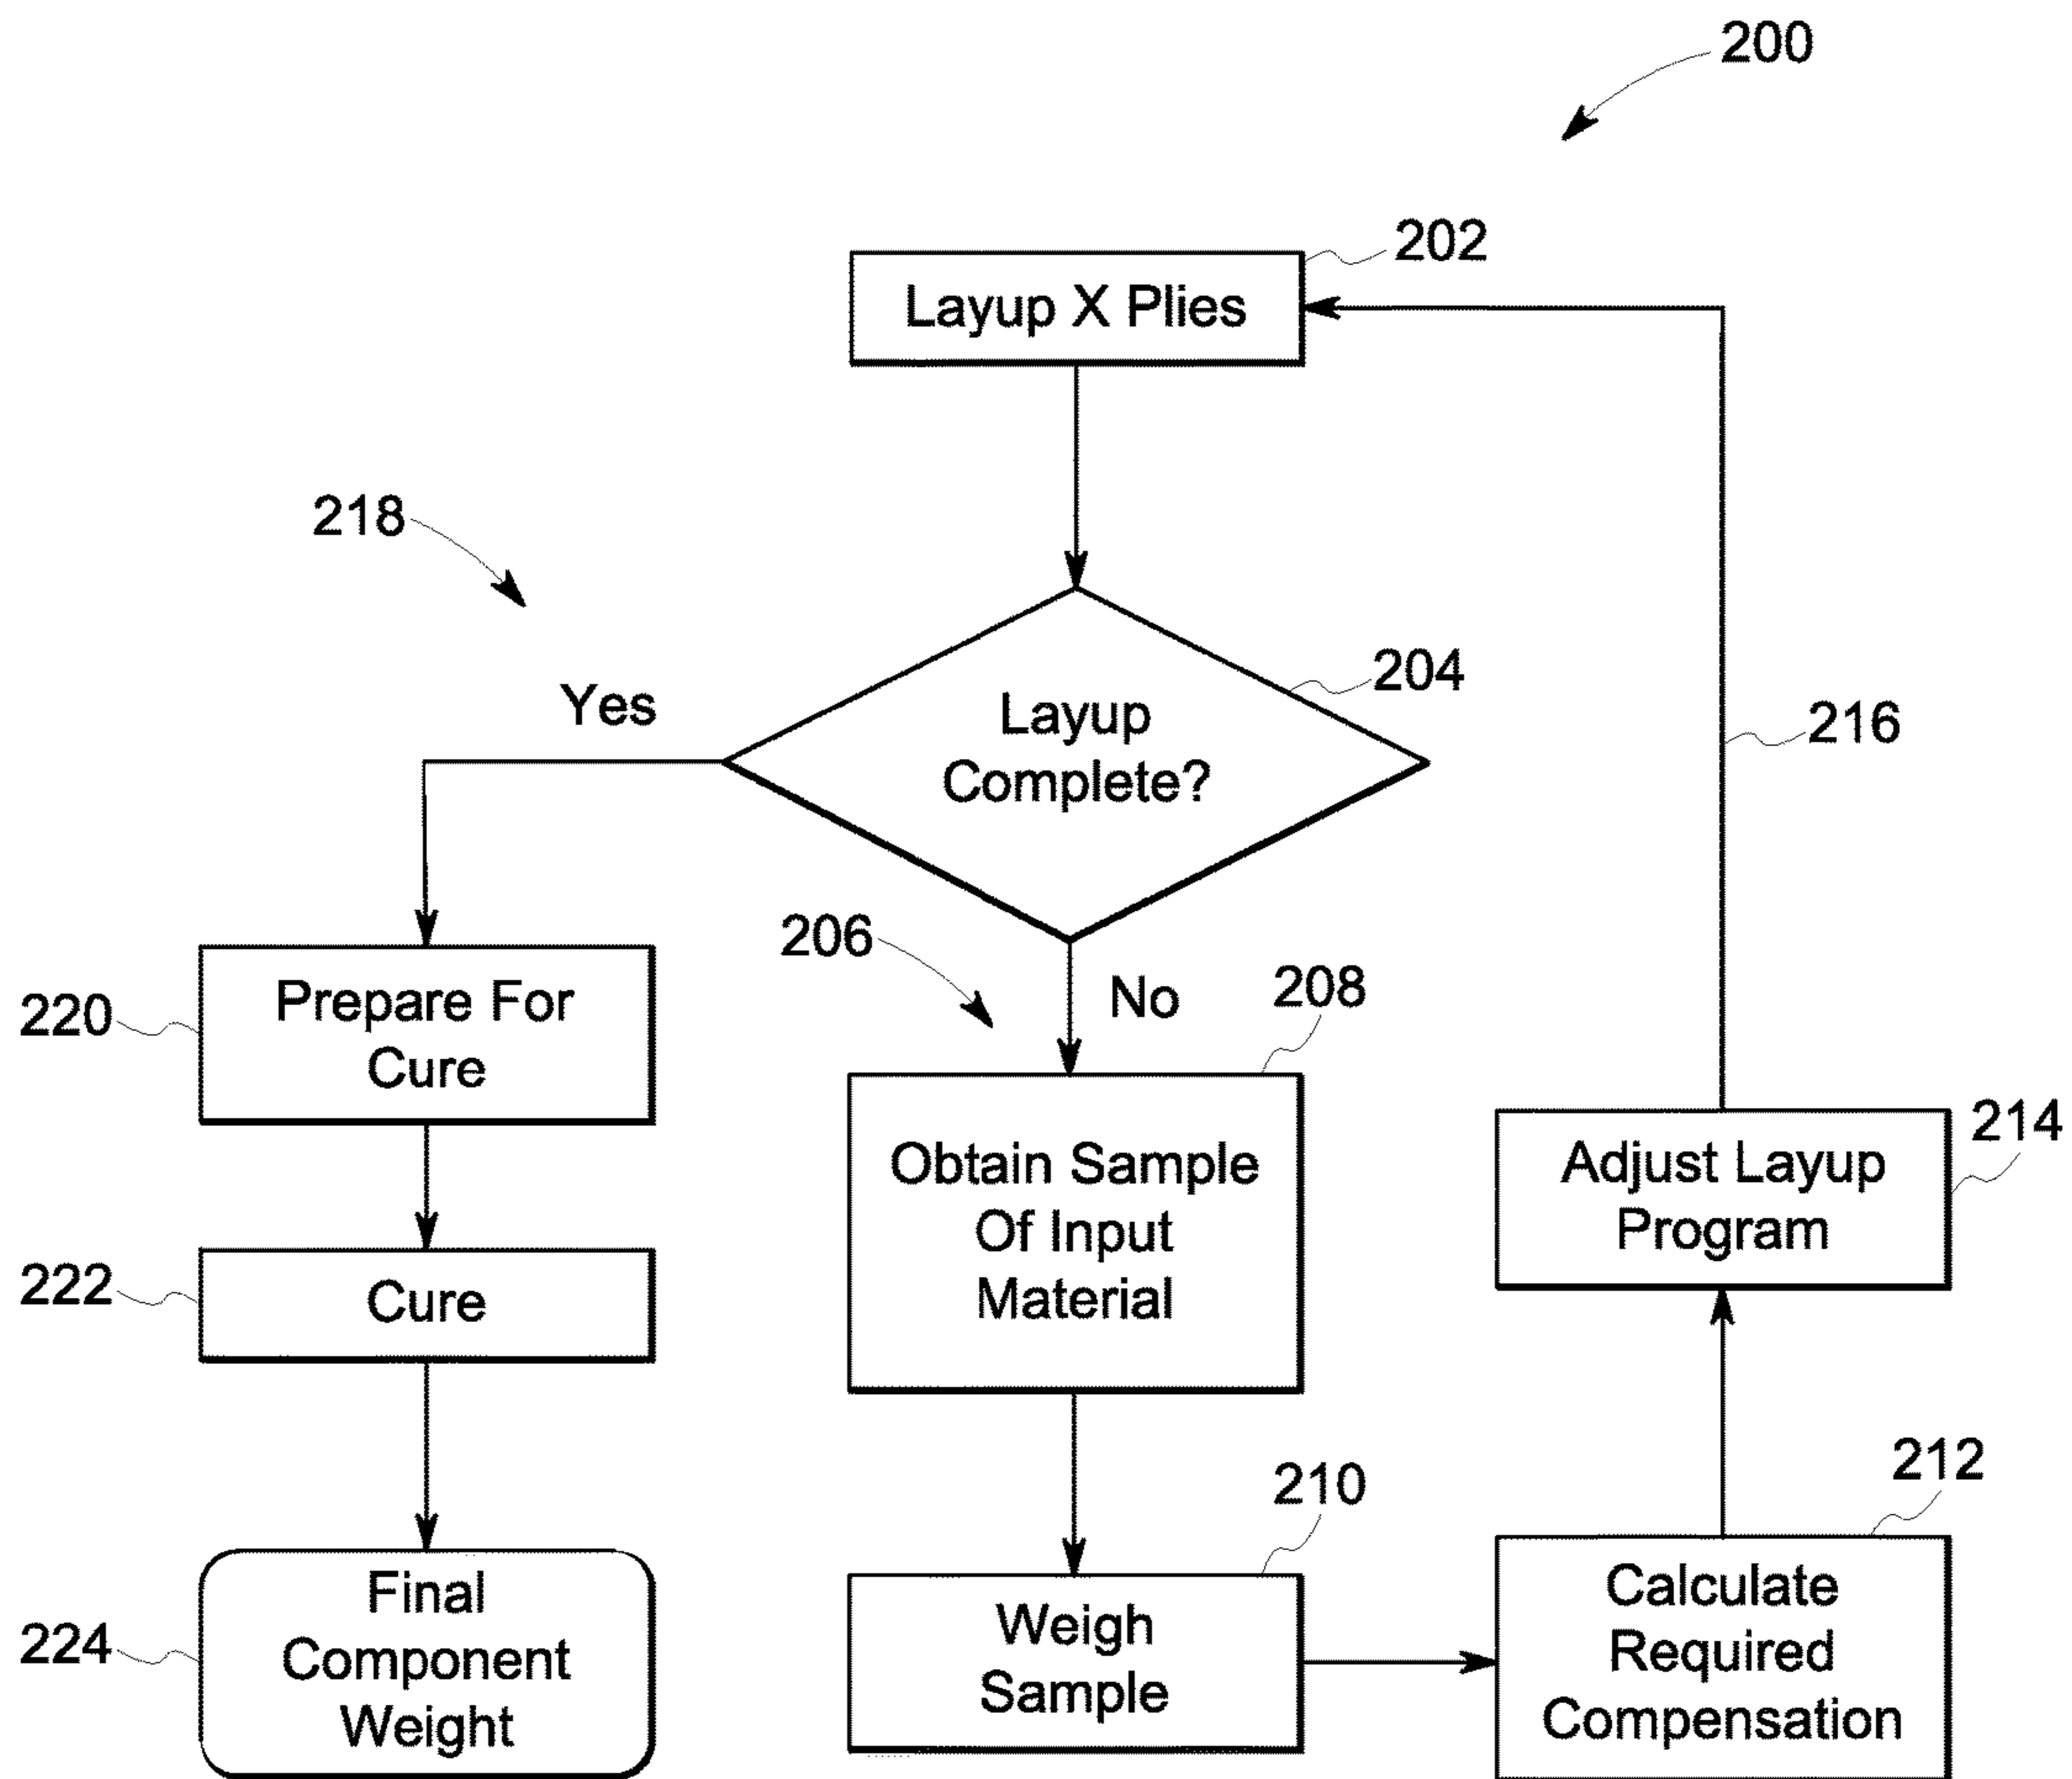 200
202
Layup X Plies
218
204
Yes
Layup
Complete?
216
206
No
208
220
Prepare For
Cure
Obtain Sample
Of Input
Material
214
Adjust Layup
Program
222
Cure
210
212
224
Final
Component
Weight
Weigh
Sample
Calculate
Required
Compensation